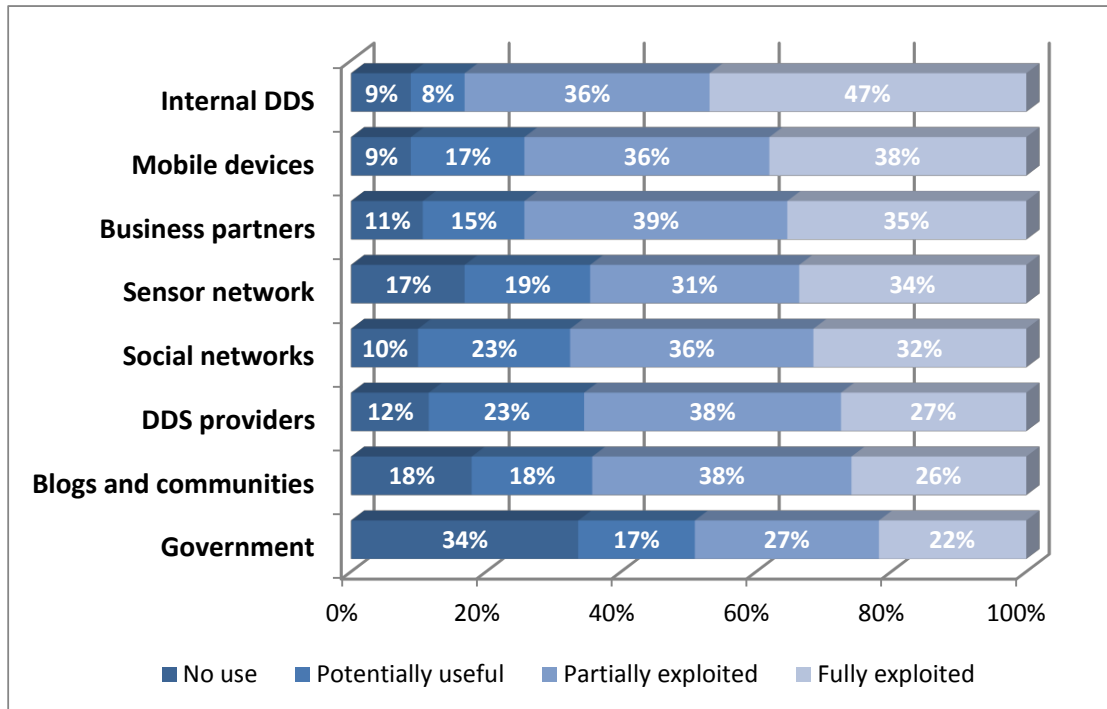 Internal DDS 9% 8% 36% 47%
Mobile devices 9% 17% 36% 38%
Business partners 11% 15% 39% 35%
Sensor network 17% 19% 31% 34%
Social networks 10% 23% 36% 32%
DDS providers 12% 23% 38% 27%
Blogs and communities 18% 18% 38% 26%
Government 34% 17% 27% 22%
0% 20% 40% 60% 80% 100%
No use Potentially useful Partially exploited Fully exploited